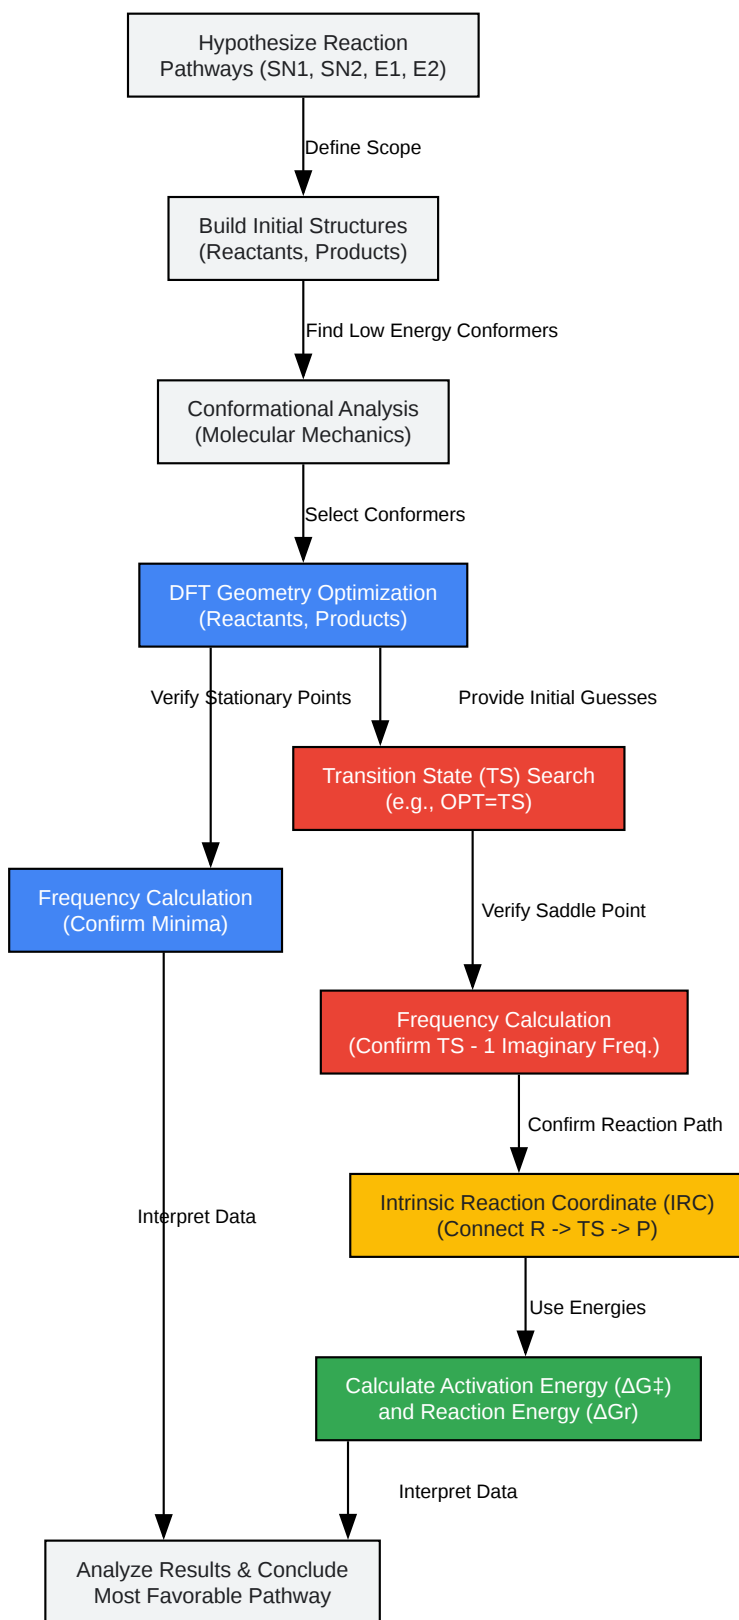 Hypothesize Reaction
Pathways (SN1, SN2, E1, E2)
Define Scope
Build Initial Structures
(Reactants, Products)
Find Low Energy Conformers
Conformational Analysis
(Molecular Mechanics)
Select Conformers
DFT Geometry Optimization
(Reactants, Products)
Verify Stationary Points
Provide Initial Guesses
Transition State (TS) Search
(e.g., OPT=TS)
Frequency Calculation
(Confirm Minima)
Verify Saddle Point
Frequency Calculation
(Confirm TS - 1 Imaginary Freq.)
Confirm Reaction Path
Intrinsic Reaction Coordinate (IRC)
(Connect R -> TS -> P)
Interpret Data
Use Energies
Calculate Activation Energy (ΔG‡)
and Reaction Energy (ΔGr)
Interpret Data
Analyze Results & Conclude
Most Favorable Pathway